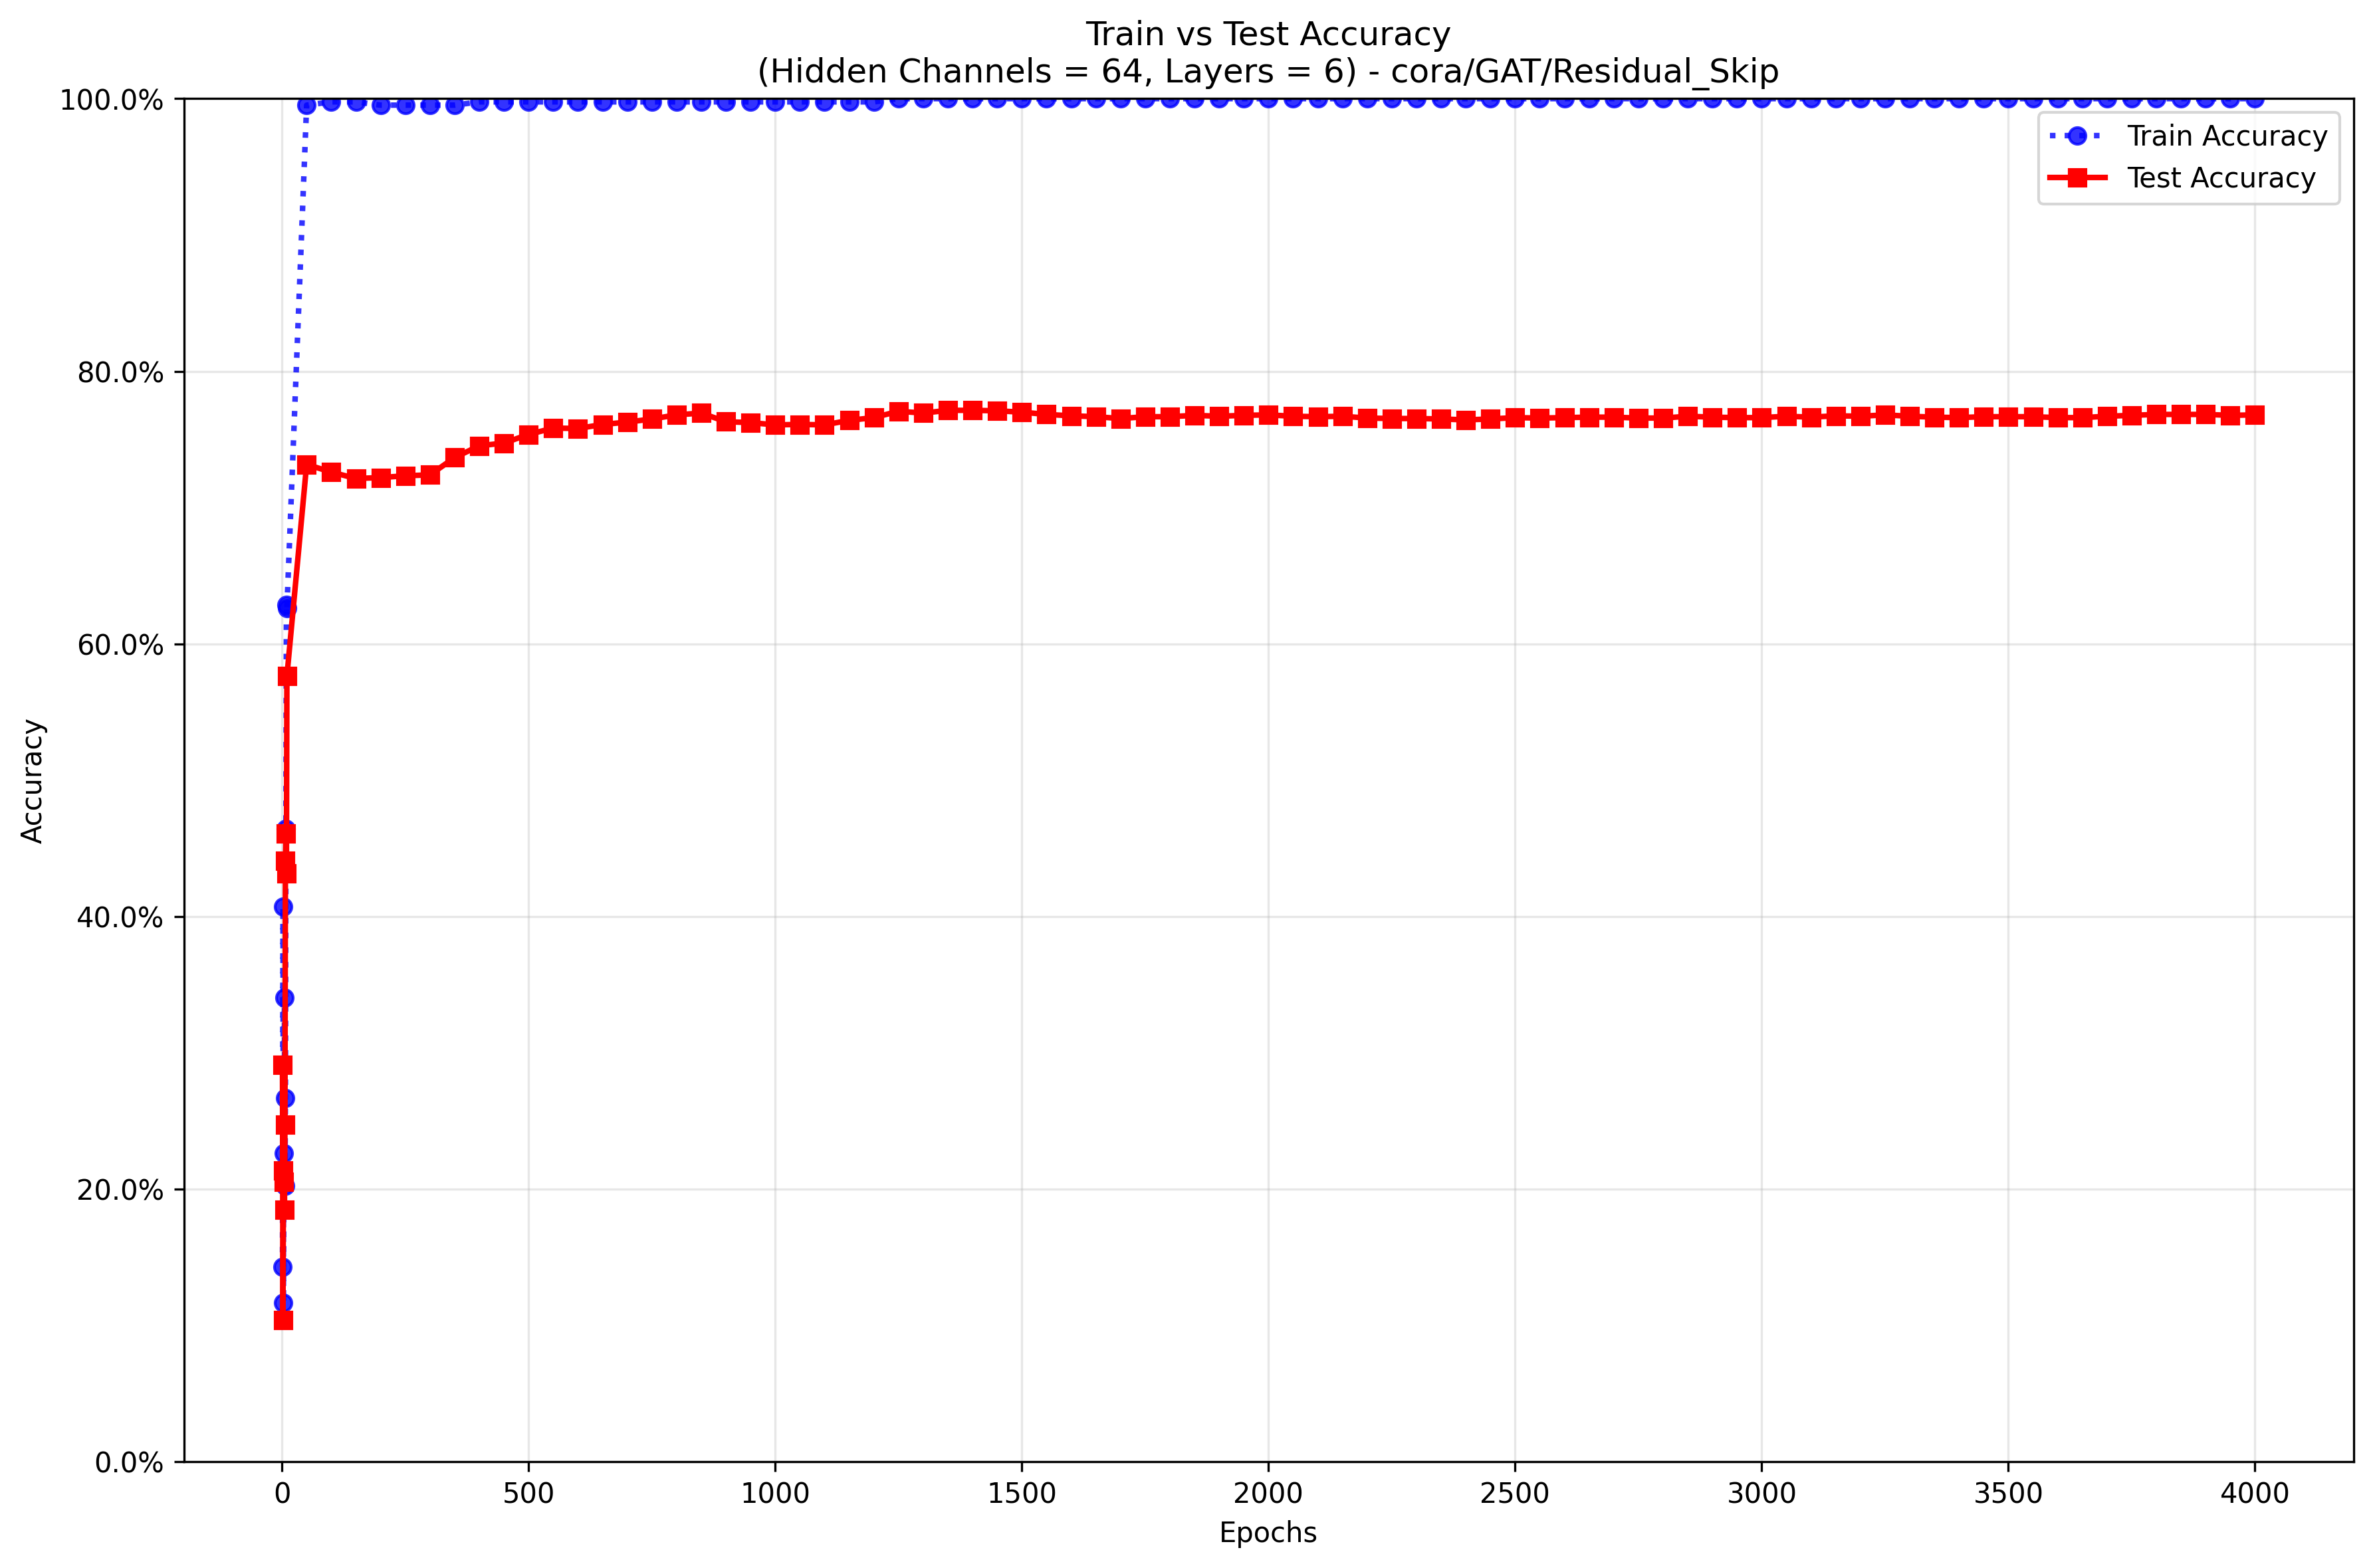 Train vs Test Accuracy
(Hidden Channels = 64, Layers = 6) - cora/GAT/Residual_Skip
100.0%
80.0%
60.0%
40.0%
20.0%
0.0%
Accuracy
Train Accuracy
Test Accuracy
0 500 1000 1500 2000 2500 3000 3500 4000
Epochs